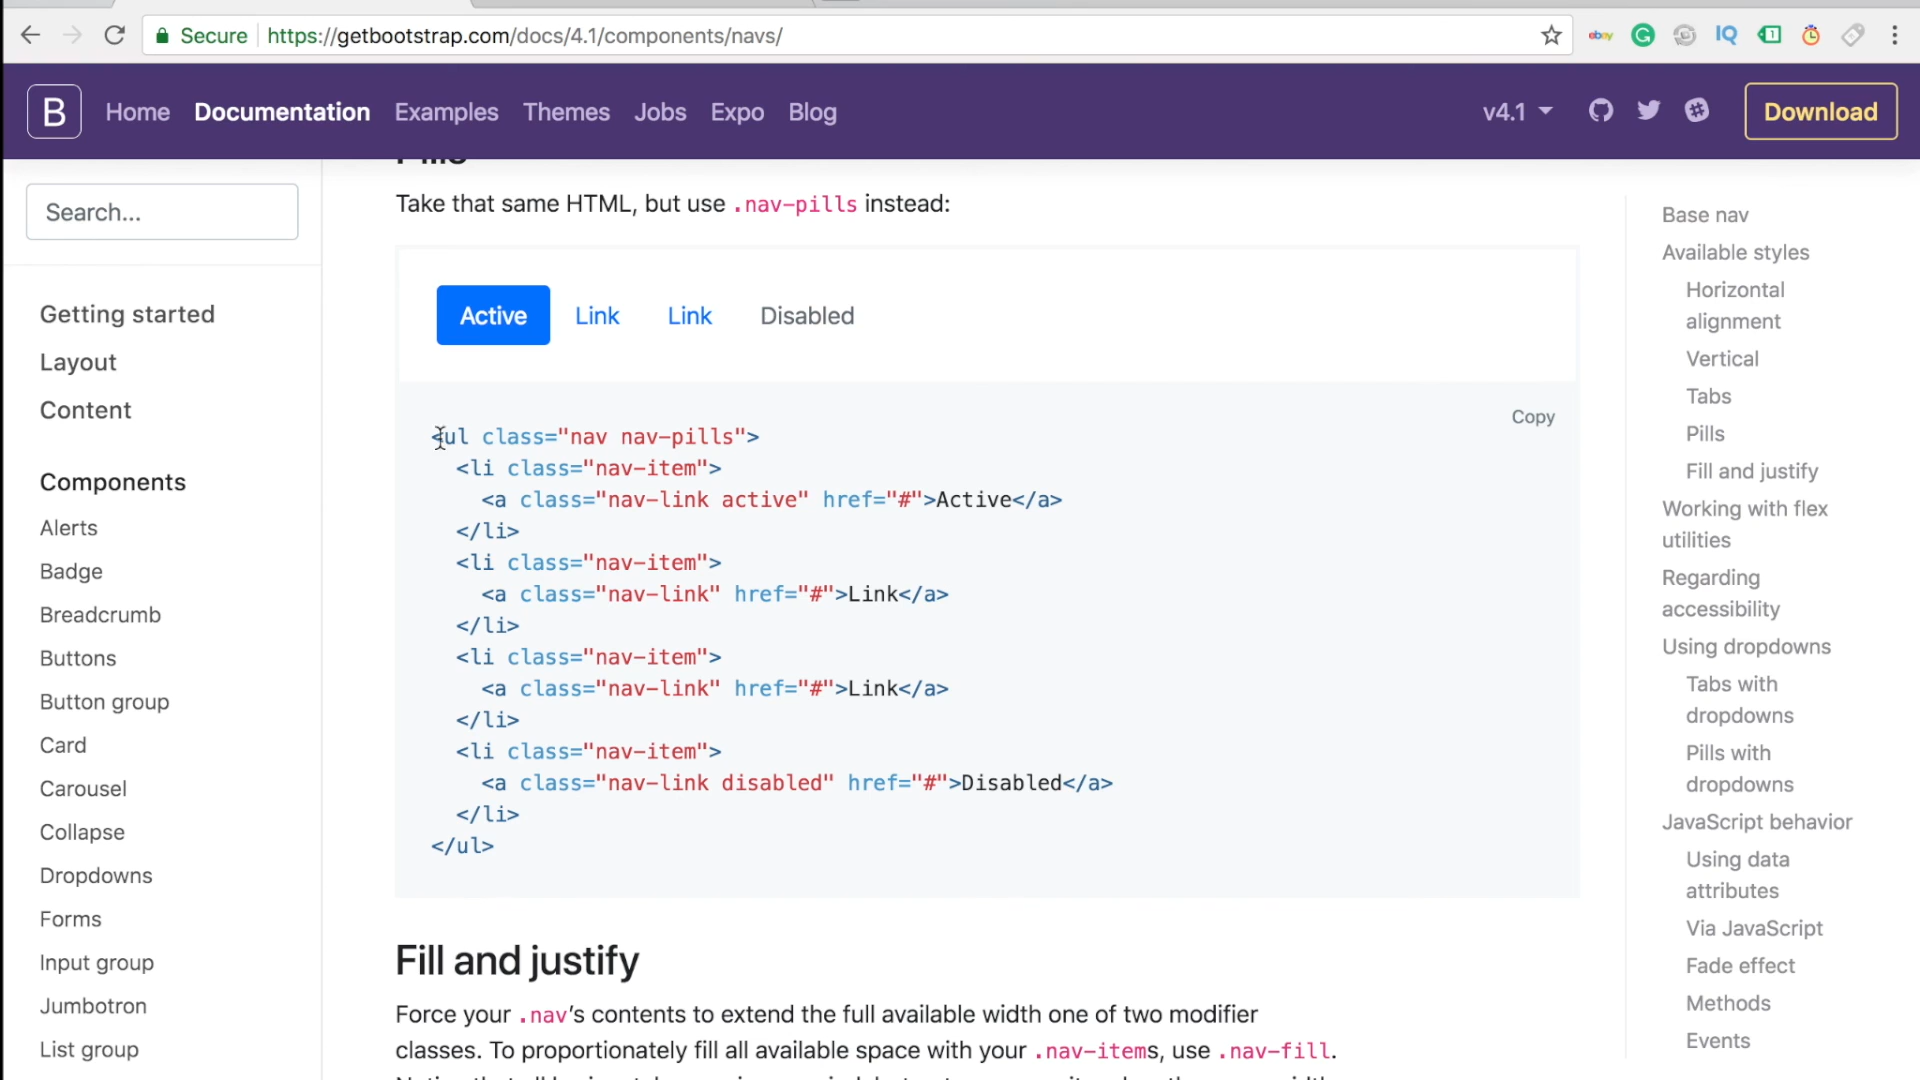 Secure https://getbootstrap.com/docs/4.1/components/navs/
ebay G IQ 1
B Home Documentation Examples Themes Jobs Expo Blog v4.1 Download
Search...
Getting started
Layout
Content
Components
Alerts
Badge
Breadcrumb
Buttons
Button group
Card
Carousel
Collapse
Dropdowns
Forms
Input group
Jumbotron
List group
Pills
Take that same HTML, but use .nav-pills instead:
Active Link Link Disabled
Copy
<ul class="nav nav-pills">
<li class="nav-item">
<a class="nav-link active" href="#">Active</a>
</li>
<li class="nav-item">
<a class="nav-link" href="#">Link</a>
</li>
<li class="nav-item">
<a class="nav-link" href="#">Link</a>
</li>
<li class="nav-item">
<a class="nav-link disabled" href="#">Disabled</a>
</li>
</ul>
Fill and justify
Force your .nav’s contents to extend the full available width one of two modifier
classes. To proportionately fill all available space with your .nav-items, use .nav-fill.
Base nav
Available styles
Horizontal
alignment
Vertical
Tabs
Pills
Fill and justify
Working with flex
utilities
Regarding
accessibility
Using dropdowns
Tabs with
dropdowns
Pills with
dropdowns
JavaScript behavior
Using data
attributes
Via JavaScript
Fade effect
Methods
Events